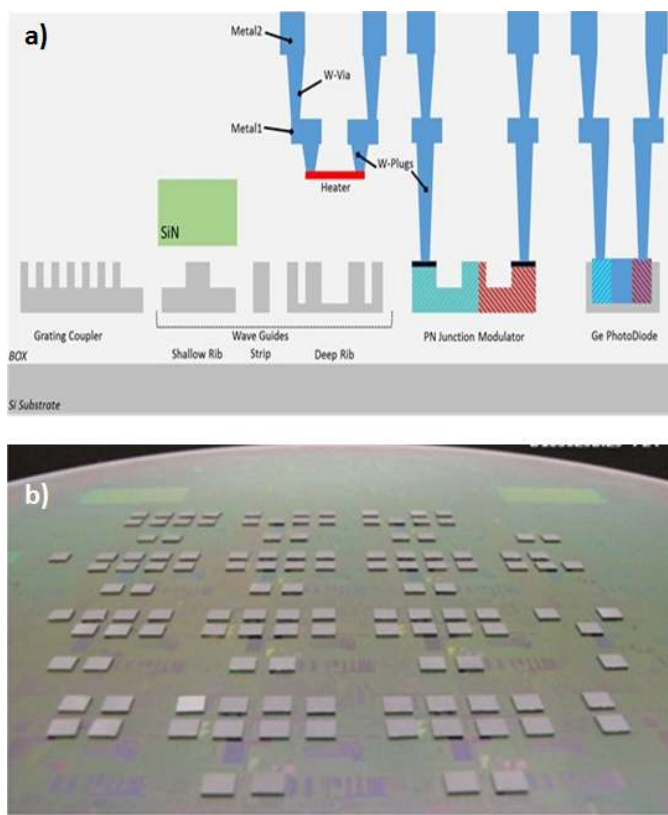 a)
Metal2
W-Via
Metal1
W-Plugs
Heater
SiN
Grating Coupler
Wave Guides
PN Junction Modulator
Ge PhotoDiode
BOX
Shallow Rib
Strip
Deep Rib
Si Substrate
b)